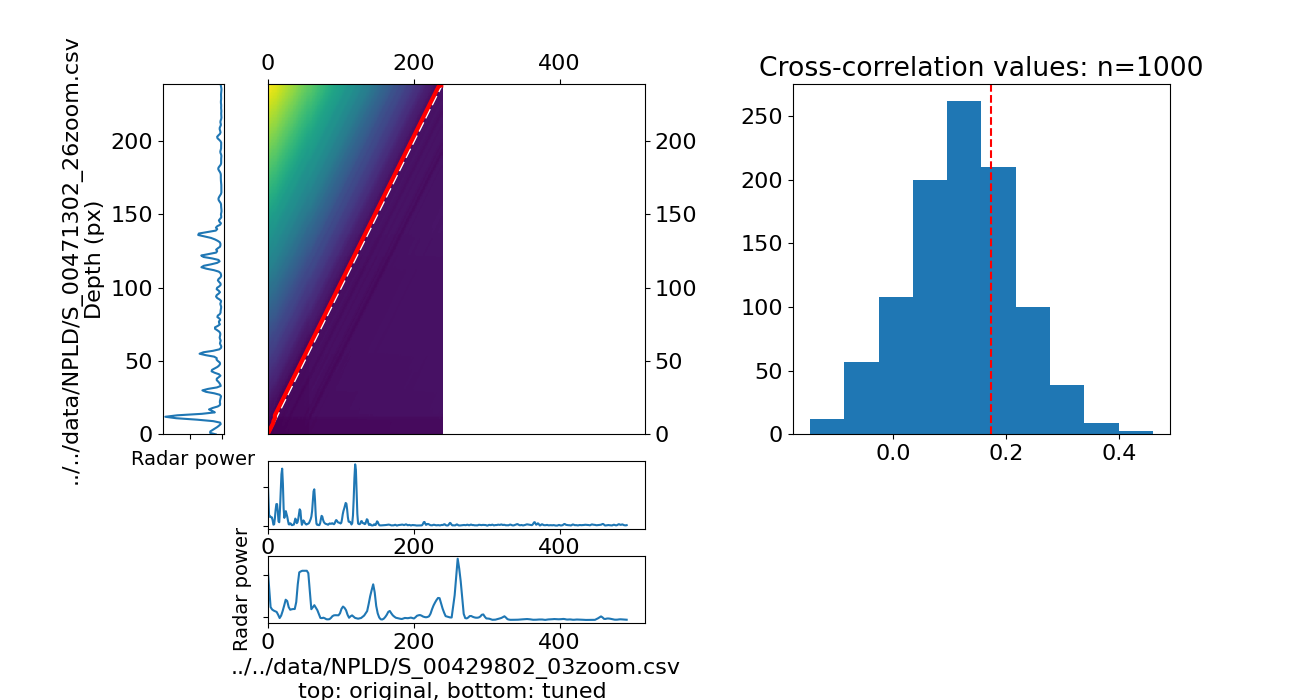 0 200 400
Cross-correlation values: n=1000
../../data/NPLD/S_00471302_26zoom.csv
Depth (px)
200
150
100
50
0
Radar power
200
150
100
50
0
250
200
150
100
50
0
0.0 0.2 0.4
0 200 400
Radar power
0 200 400
../../data/NPLD/S_00429802_03zoom.csv
top: original, bottom: tuned